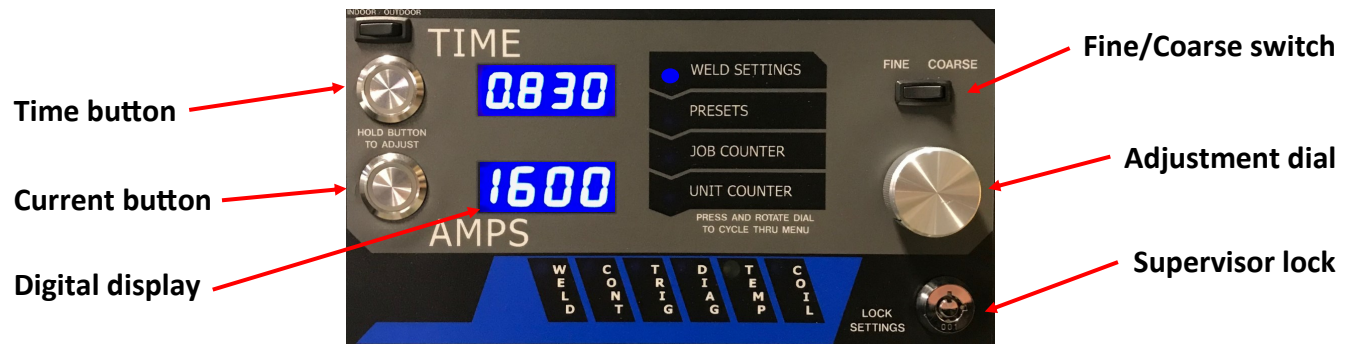 INDOOR / OUTDOOR
TIME
0.830
WELD SETTINGS
PRESETS
JOB COUNTER
UNIT COUNTER
PRESS AND ROTATE DIAL
TO CYCLE THRU MENU
HOLD BUTTON
TO ADJUST
1600
AMPS
FINE COARSE
WELD
CONT
TRIG
DIAG
TEMP
COIL
LOCK
SETTINGS
001
Time button
Current button
Digital display
Fine/Coarse switch
Adjustment dial
Supervisor lock